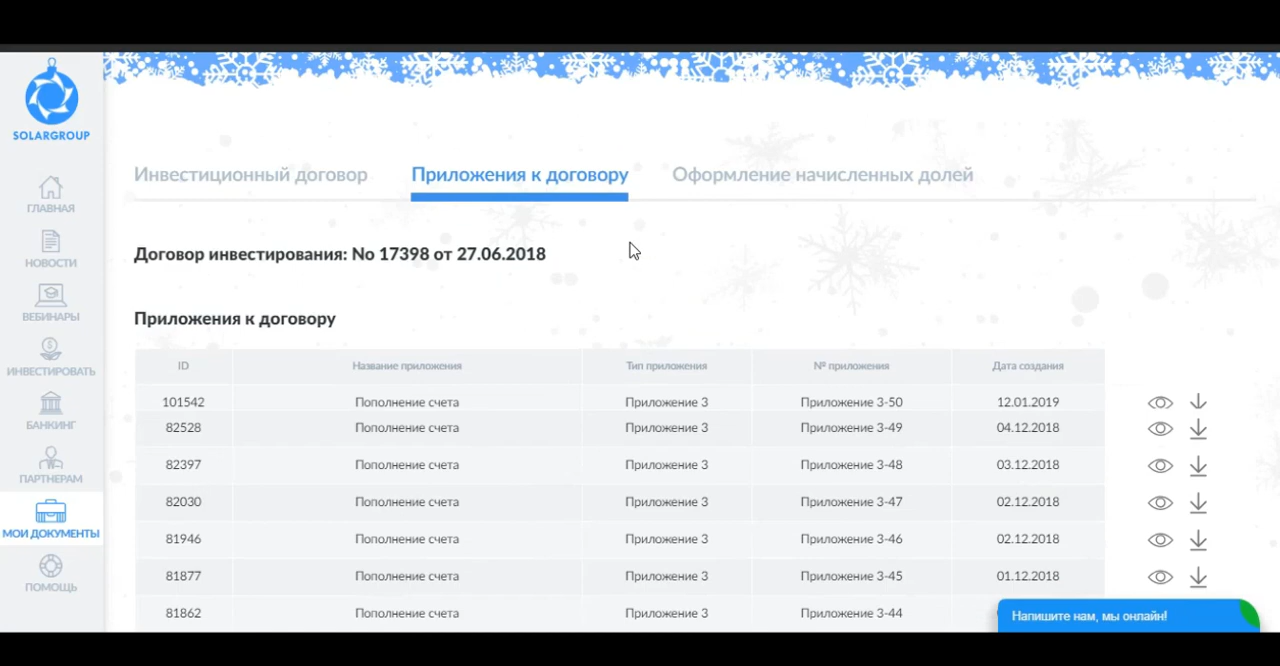 SOLARGROUP
ГЛАВНАЯ
НОВОСТИ
ВЕБИНАРЫ
ИНВЕСТИРОВАТЬ
БАНКИНГ
ПАРТНЕРАМ
МОИ ДОКУМЕНТЫ
ПОМОЩЬ
Инвестиционный договор Приложения к договору Оформление начисленных долей
Договор инвестирования: No 17398 от 27.06.2018
Приложения к договору
ID Название приложения Тип приложения № приложения Дата создания
101542 Пополнение счета Приложение 3 Приложение 3-50 12.01.2019
82528 Пополнение счета Приложение 3 Приложение 3-49 04.12.2018
82397 Пополнение счета Приложение 3 Приложение 3-48 03.12.2018
82030 Пополнение счета Приложение 3 Приложение 3-47 02.12.2018
81946 Пополнение счета Приложение 3 Приложение 3-46 02.12.2018
81877 Пополнение счета Приложение 3 Приложение 3-45 01.12.2018
81862 Пополнение счета Приложение 3 Приложение 3-44
Напишите нам, мы онлайн!